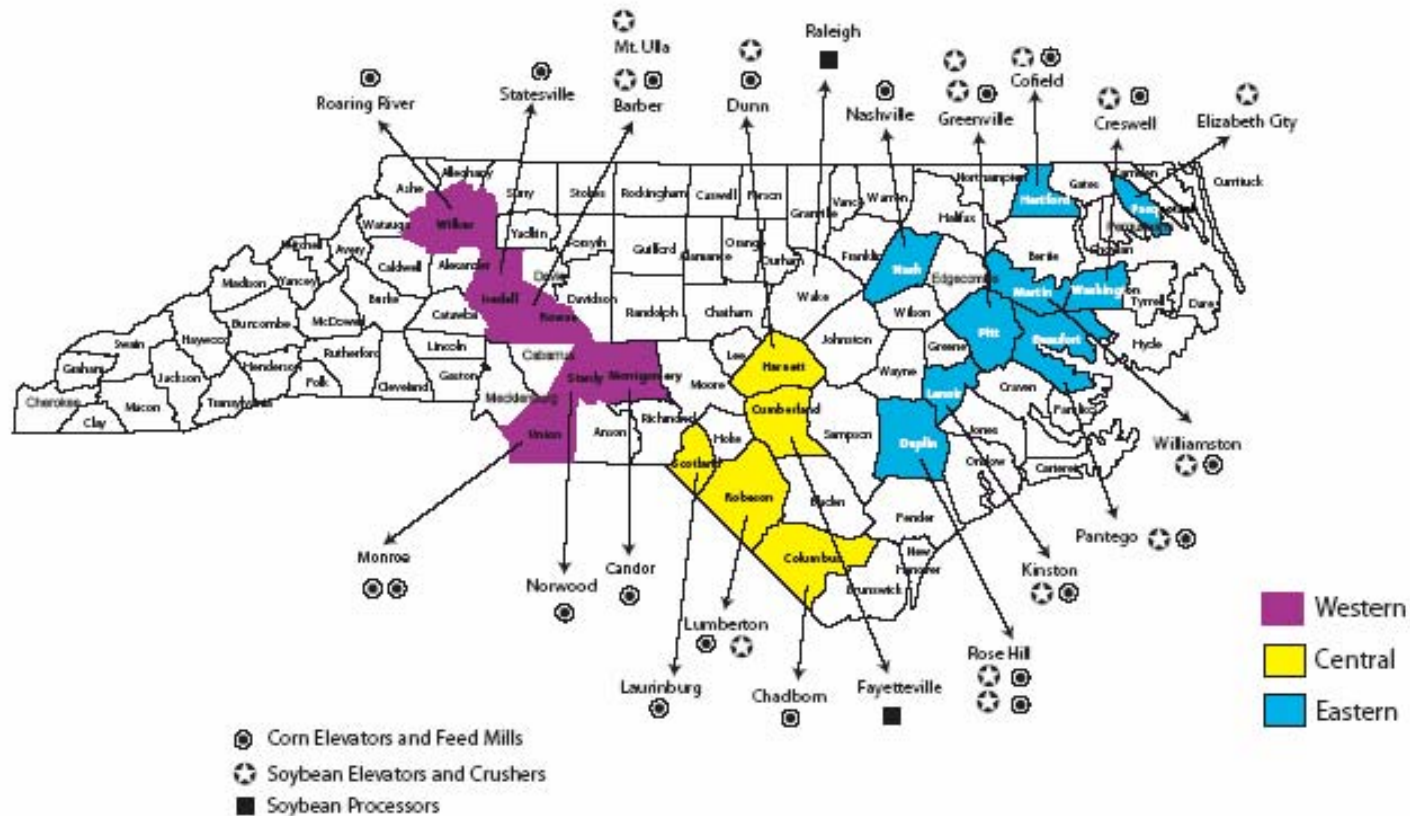 Mt. Ulla
Raleigh
Roaring River
Statesville
Barber
Dunn
Nashville
Greenville
Cofield
Creswell
Elizabeth City
Ashe
Alleghany
Surry
Stokes
Rockingham
Caswell
Person
Granville
Vance
Warren
Northampton
Gates
Camden
Currituck
Hartford
Halifax
Watauga
Wilkes
Yadkin
Forsyth
Guilford
Alamance
Orange
Durham
Franklin
Nash
Edgecombe
Bertie
Chowan
Perquimans
Mitchell
Avery
Caldwell
Alexander
Davie
Iredell
Davidson
Randolph
Chatham
Wake
Wilson
Martin
Washington
Tyrrell
Dare
Madison
Yancey
Burke
McDowell
Catawba
Rowan
Buncombe
Haywood
Swain
Graham
Cherokee
Clay
Macon
Jackson
Transylvania
Henderson
Polk
Rutherford
Cleveland
Lincoln
Gaston
Cabarrus
Mecklenburg
Stanly
Montgomery
Moore
Lee
Harnett
Johnston
Wayne
Greene
Pitt
Beaufort
Hyde
Lenoir
Craven
Pamlico
Union
Anson
Richmond
Hoke
Cumberland
Sampson
Duplin
Jones
Onslow
Carteret
Scotland
Robeson
Bladen
Pender
Columbus
New
Hanover
Brunswick
Williamston
Pantego
Kinston
Rose Hill
Monroe
Norwood
Candor
Lumberton
Laurinburg
Chadborn
Fayetteville
Western
Central
Eastern
Corn Elevators and Feed Mills
Soybean Elevators and Crushers
Soybean Processors